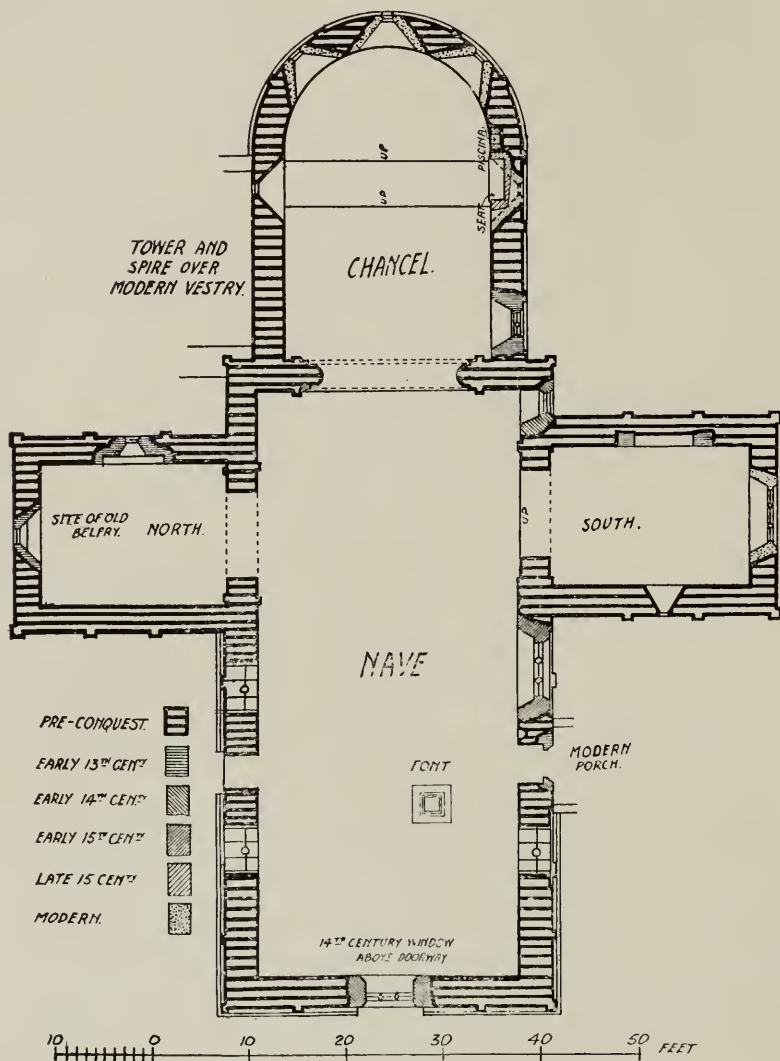 PISCINA.
UP
UP
SEAT
TOWER AND
SPIRE OVER
MODERN VESTRY.
CHANCEL.
SITE OF OLD
BELFRY.
NORTH.
UP
SOUTH.
NAVE
PRE-CONQUEST.
EARLY 13TH CENTY
EARLY 14TH CENTY
EARLY 15TH CENTY
LATE 15 CENTY
MODERN.
MODERN
PORCH.
FONT
14TH CENTURY WINDOW
ABOVE DOORWAY
10 0 10 20 30 40 50 FEET